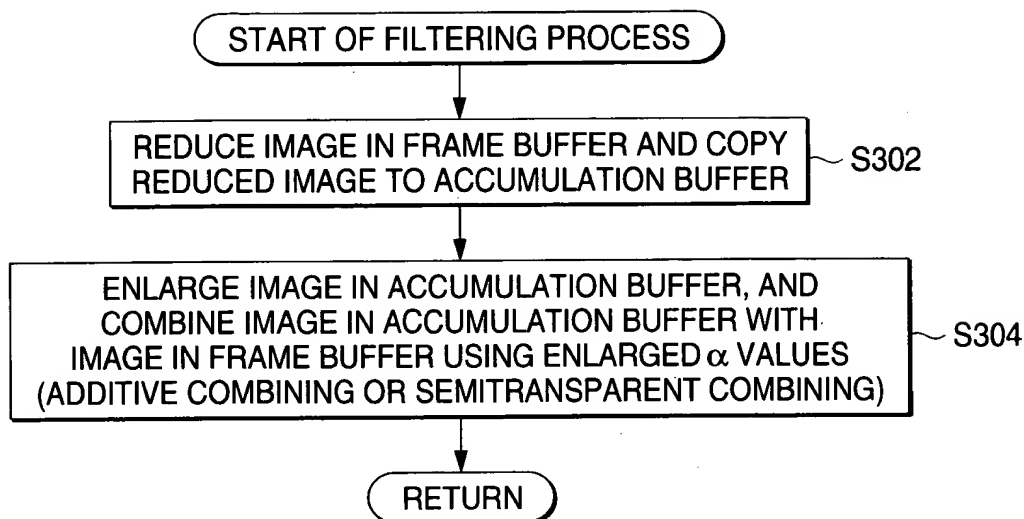 START OF FILTERING PROCESS
REDUCE IMAGE IN FRAME BUFFER AND COPY
REDUCED IMAGE TO ACCUMULATION BUFFER
S302
ENLARGE IMAGE IN ACCUMULATION BUFFER, AND
COMBINE IMAGE IN ACCUMULATION BUFFER WITH
IMAGE IN FRAME BUFFER USING ENLARGED α VALUES
(ADDITIVE COMBINING OR SEMITRANSPARENT COMBINING)
S304
RETURN